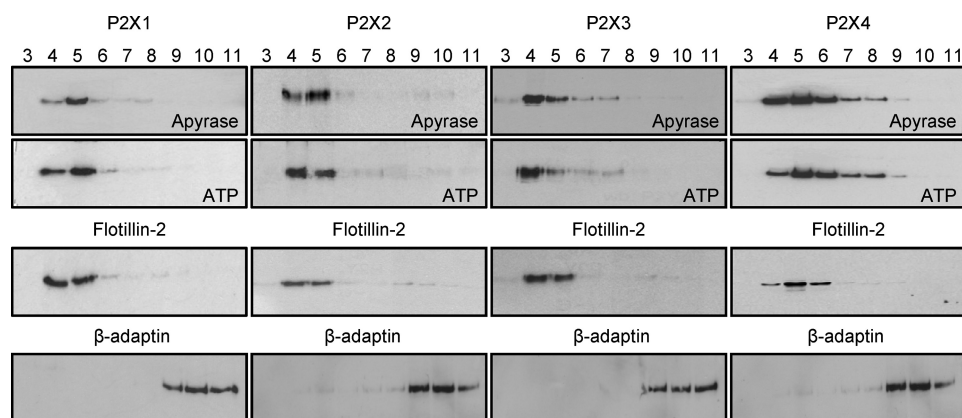 P2X1 P2X2 P2X3 P2X4
3 4 5 6 7 8 9 10 11 3 4 5 6 7 8 9 10 11 3 4 5 6 7 8 9 10 11 3 4 5 6 7 8 9 10 11
Apyrase Apyrase Apyrase Apyrase
ATP ATP ATP ATP
Flotillin-2 Flotillin-2 Flotillin-2 Flotillin-2
β-adaptin β-adaptin β-adaptin β-adaptin